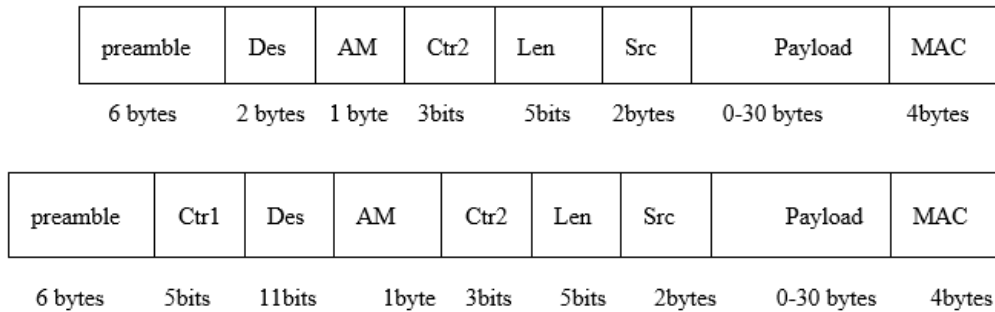 preamble Des AM Ctr2 Len Src Payload MAC
6 bytes 2 bytes 1 byte 3bits 5bits 2bytes 0-30 bytes 4bytes
preamble Ctr1 Des AM Ctr2 Len Src Payload MAC
6 bytes 5bits 11bits 1byte 3bits 5bits 2bytes 0-30 bytes 4bytes